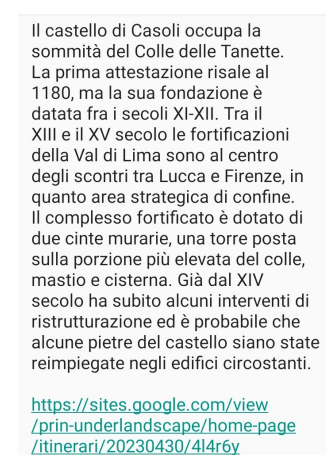 Il castello di Casoli occupa la
sommità del Colle delle Tanette.
La prima attestazione risale al
1180, ma la sua fondazione è
datata fra i secoli XI-XII. Tra il
XIII e il XV secolo le fortificazioni
della Val di Lima sono al centro
degli scontri tra Lucca e Firenze, in
quanto area strategica di confine.
Il complesso fortificato è dotato di
due cinte murarie, una torre posta
sulla porzione più elevata del colle,
mastio e cisterna. Già dal XIV
secolo ha subito alcuni interventi di
ristrutturazione ed è probabile che
alcune pietre del castello siano state
reimpiegate negli edifici circostanti.

https://sites.google.com/view
/prin-underlandscape/home-page
/itinerari/20230430/4l4r6y